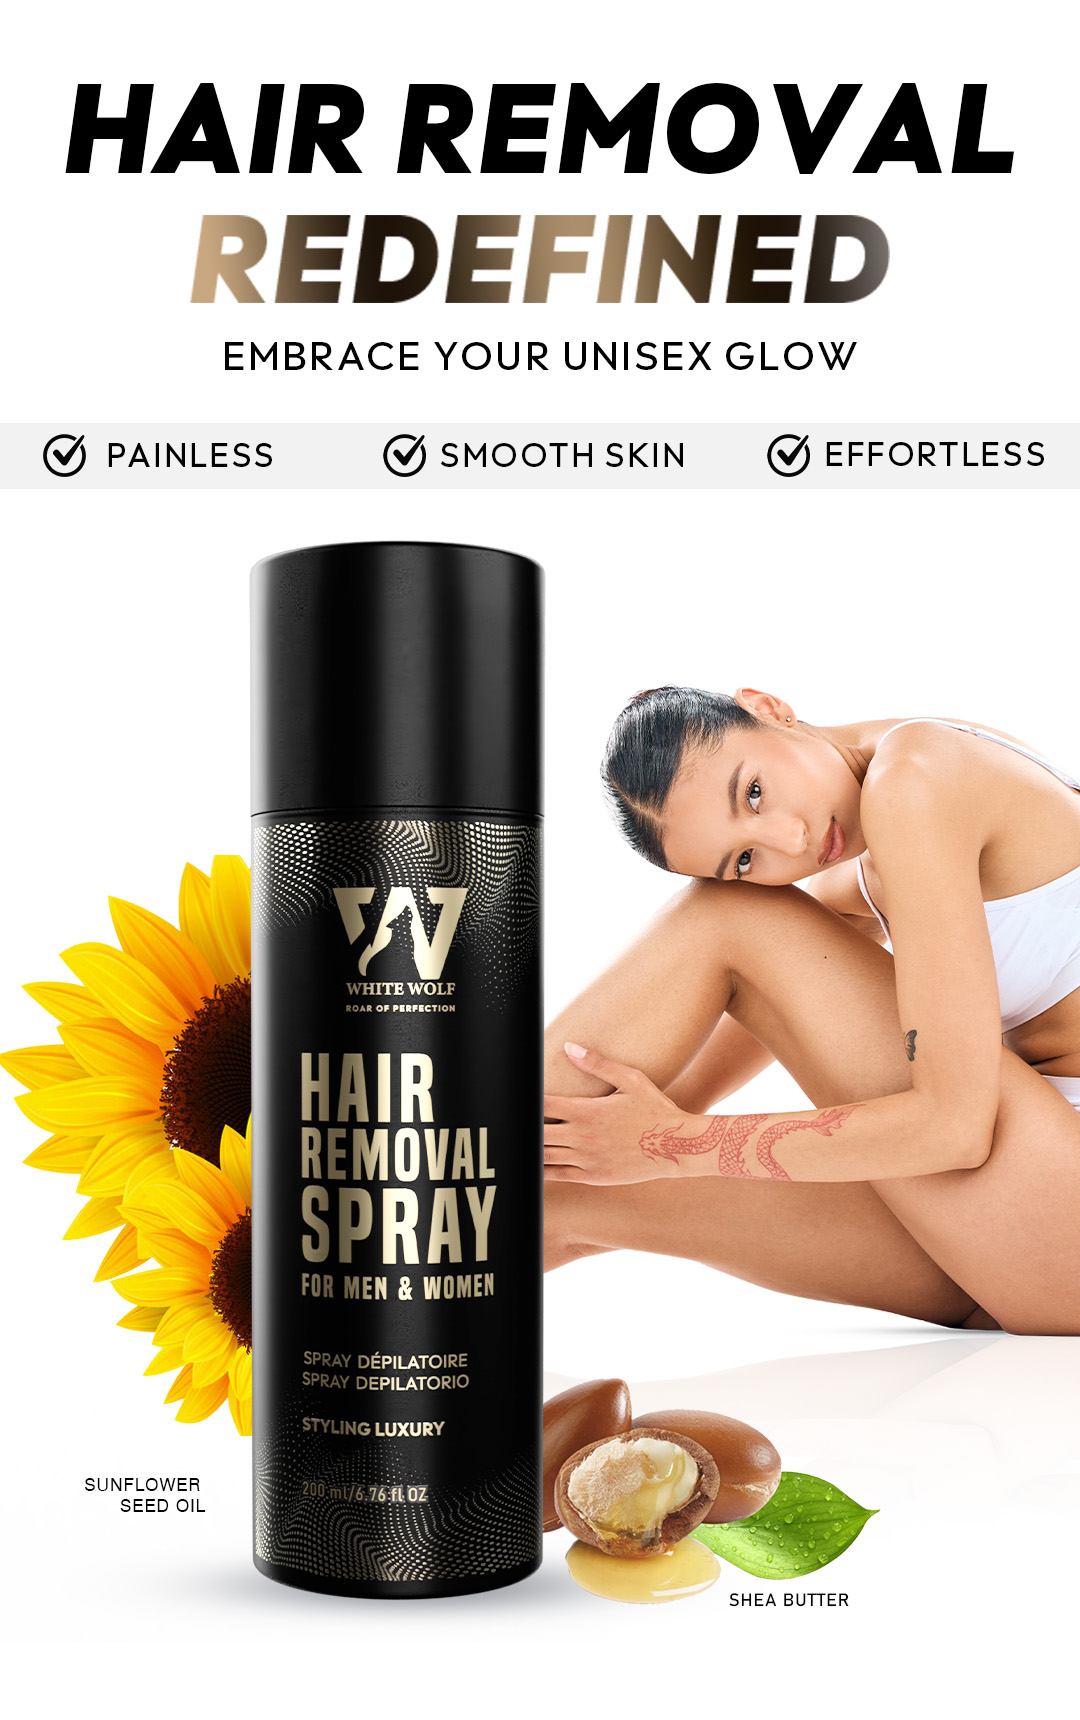 HAIR REMOVAL
REDEFINED
EMBRACE YOUR UNISEX GLOW
PAINLESS
SMOOTH SKIN
EFFORTLESS
WHITE WOLF
ROAR OF PERFECTION
HAIR
REMOVAL
SPRAY
FOR MEN & WOMEN
SPRAY DÉPILATOIRE
SPRAY DEPILATORIO
STYLING LUXURY
200 ml/6.76 fl OZ
SUNFLOWER
SEED OIL
SHEA BUTTER